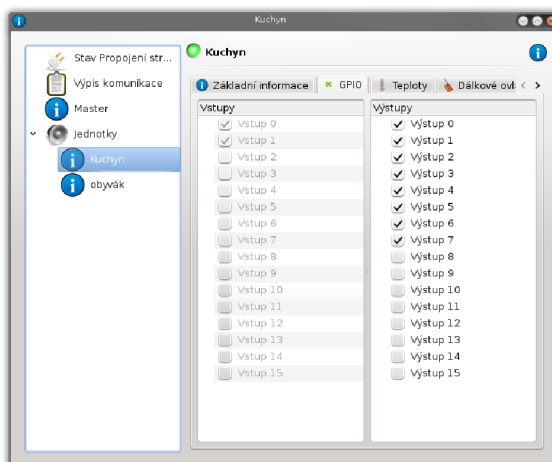 Kuchyn
Stav Propojení str...
Výpis komunikace
Master
Jednotky
Kuchyn
obyvák
Kuchyn
Základní informace
GPIO
Teploty
Dálkové ovl
Vstupy
Vstup 0
Vstup 1
Vstup 2
Vstup 3
Vstup 4
Vstup 5
Vstup 6
Vstup 7
Vstup 8
Vstup 9
Vstup 10
Vstup 11
Vstup 12
Vstup 13
Vstup 14
Vstup 15
Výstupy
Výstup 0
Výstup 1
Výstup 2
Výstup 3
Výstup 4
Výstup 5
Výstup 6
Výstup 7
Výstup 8
Výstup 9
Výstup 10
Výstup 11
Výstup 12
Výstup 13
Výstup 14
Výstup 15